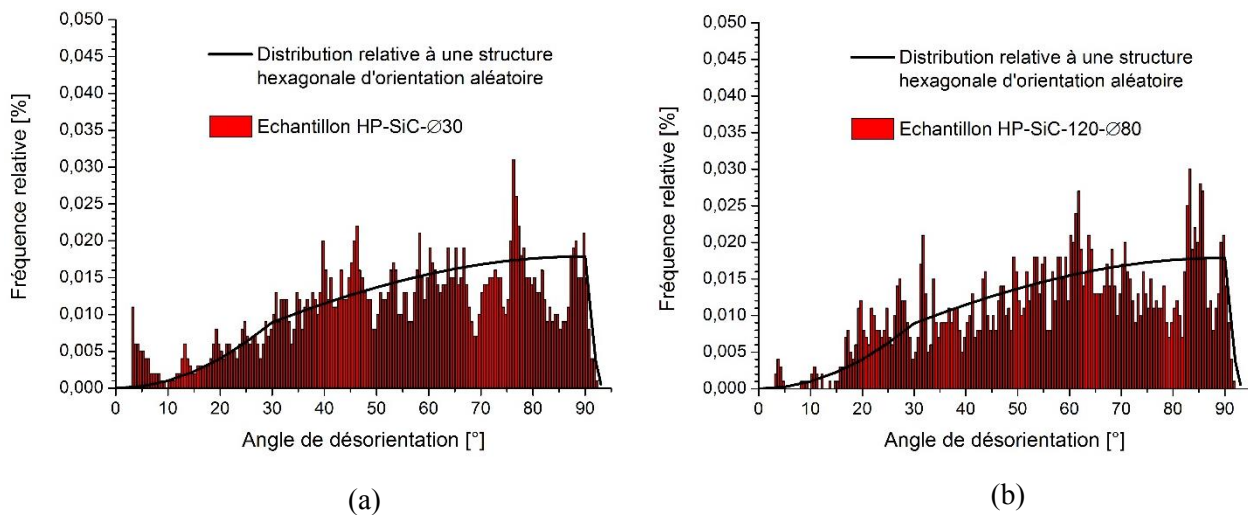 0,050
0,045
0,040
0,035
0,030
0,025
0,020
0,015
0,010
0,005
0,000
Fréquence relative [%]
Distribution relative à une structure
hexagonale d'orientation aléatoire
Echantillon HP-SiC-Ø30
0 10 20 30 40 50 60 70 80 90
Angle de désorientation [°]
(a)
0,050
0,045
0,040
0,035
0,030
0,025
0,020
0,015
0,010
0,005
0,000
Fréquence relative [%]
Distribution relative à une structure
hexagonale d'orientation aléatoire
Echantillon HP-SiC-120-Ø80
0 10 20 30 40 50 60 70 80 90
Angle de désorientation [°]
(b)